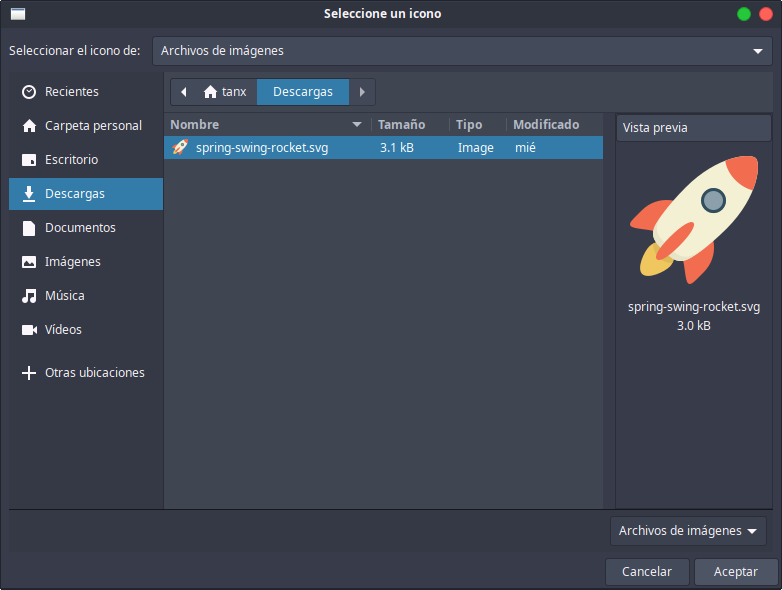 Seleccione un icono
Seleccionar el icono de: Archivos de imágenes
Recientes
Carpeta personal
Escritorio
Descargas
Documentos
Imágenes
Música
Vídeos
Otras ubicaciones
tanx Descargas
Nombre Tamaño Tipo Modificado
spring-swing-rocket.svg 3.1 kB Image mié
Vista previa
spring-swing-rocket.svg
3.0 kB
Archivos de imágenes
Cancelar Aceptar